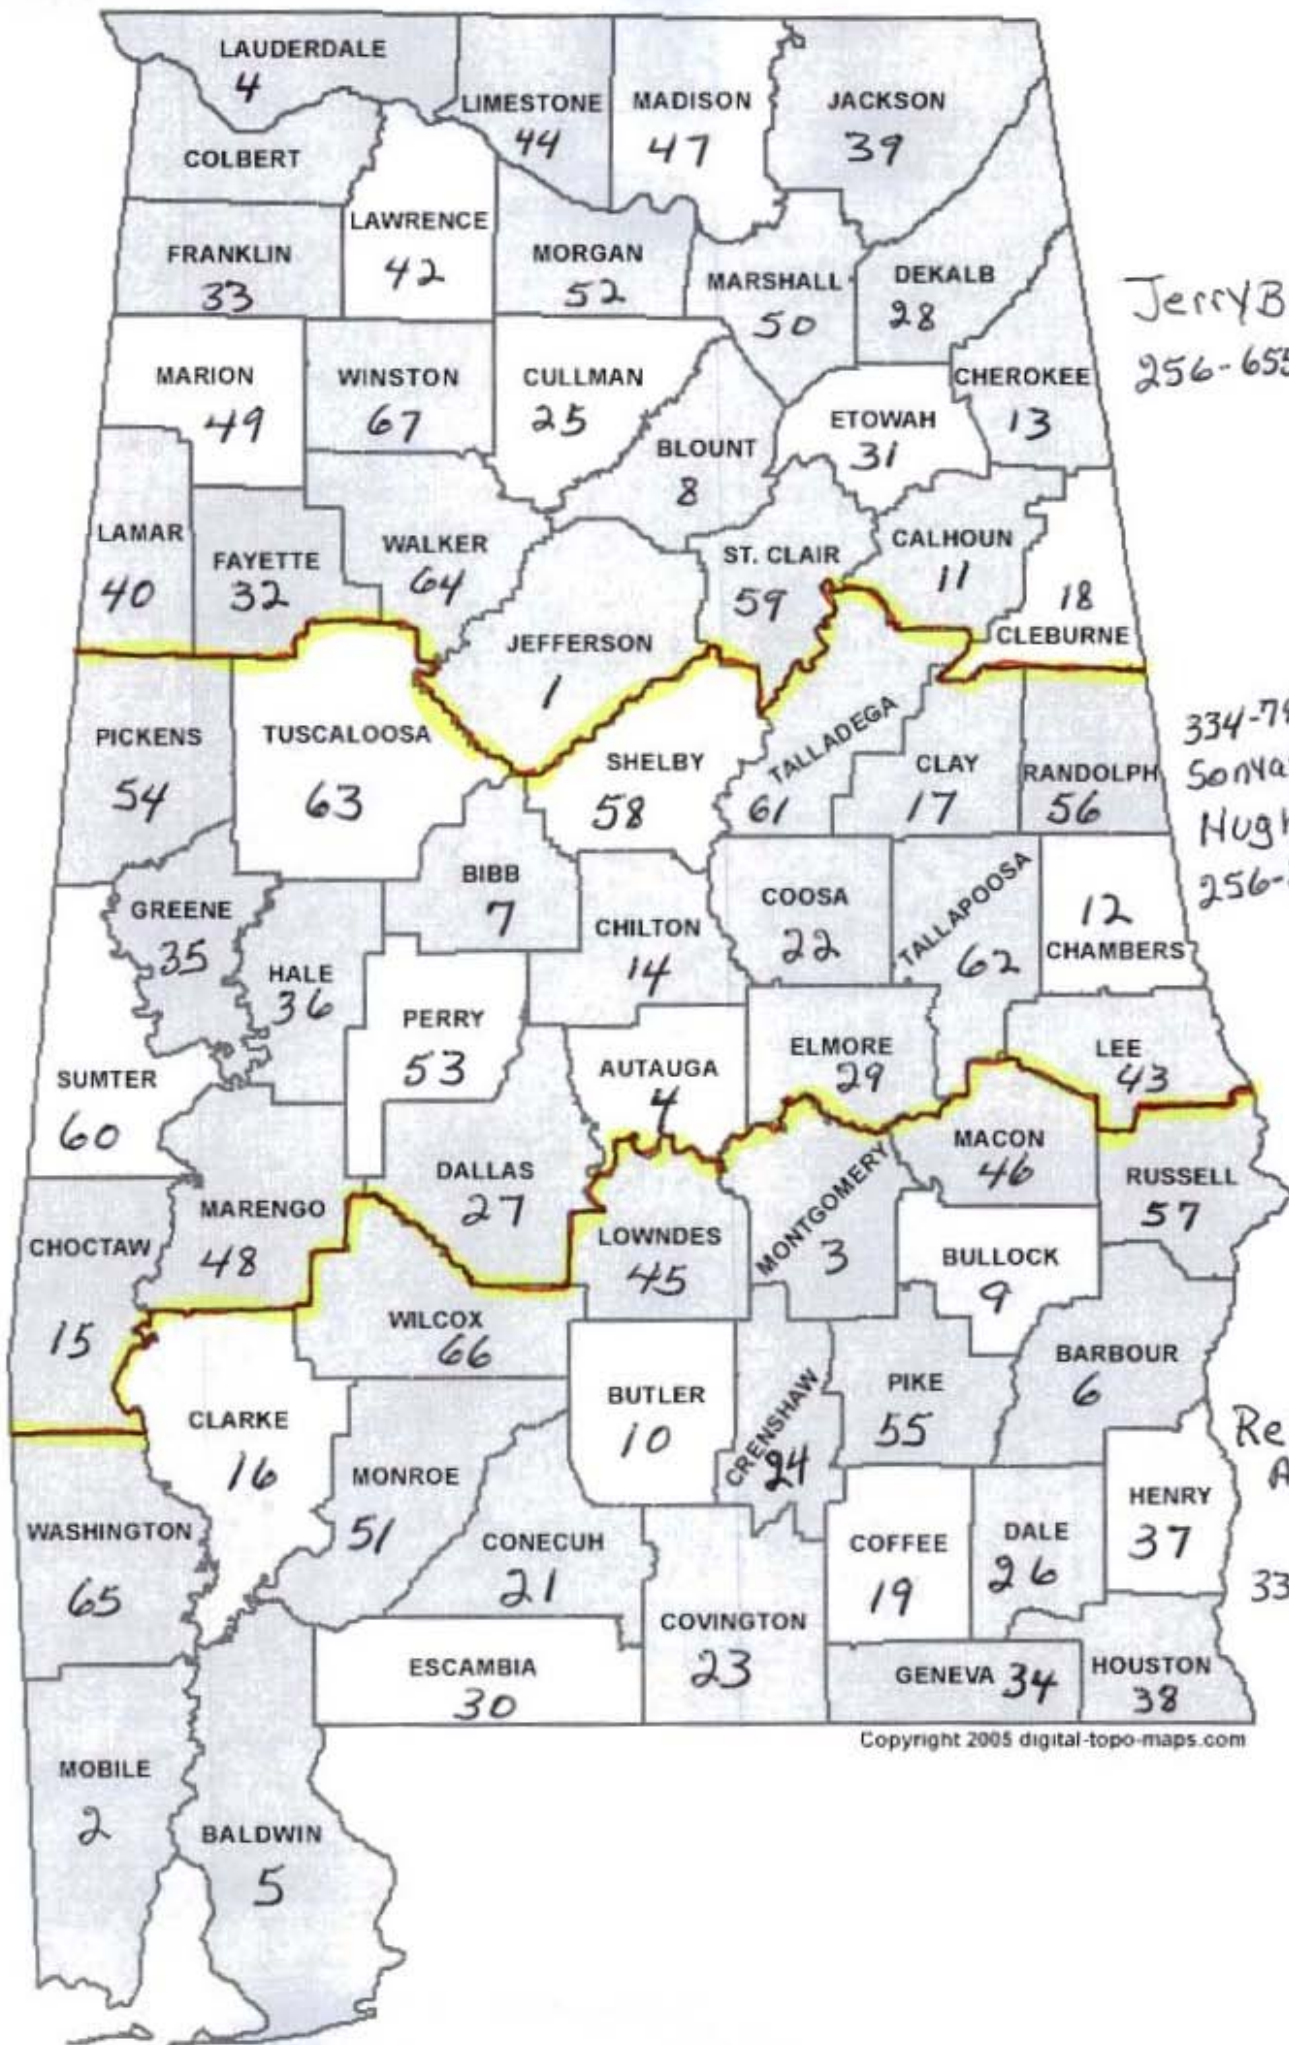 LAUDERDALE
4
COLBERT
LIMESTONE
44
MADISON
47
JACKSON
39
LAWRENCE
42
FRANKLIN
33
MORGAN
52
MARSHALL
50
DEKALB
28
Jerry B
256-655
MARION
49
WINSTON
67
CULLMAN
25
CHEROKEE
13
ETOWAH
31
BLOUNT
8
LAMAR
40
FAYETTE
32
WALKER
64
ST. CLAIR
59
CALHOUN
11
18
CLEBURNE
JEFFERSON
1
PICKENS
54
TUSCALOOSA
63
SHELBY
58
TALLADEGA
61
CLAY
17
RANDOLPH
56
334-79
Sonya
Hugh
256-
BIBB
7
GREENE
35
HALE
36
CHILTON
14
COOSA
22
TALLAPOOSA
62
12
CHAMBERS
PERRY
53
SUMTER
60
AUTAUGA
4
ELMORE
29
LEE
43
MACON
46
DALLAS
27
MARENGO
48
CHOCTAW
15
LOWNDES
45
MONTGOMERY
3
RUSSELL
57
BULLOCK
9
WILCOX
66
BARBOUR
6
BUTLER
10
CRENSHAW
24
PIKE
55
CLARKE
16
MONROE
51
Re
A
HENRY
37
WASHINGTON
65
CONECUH
21
COFFEE
19
DALE
26
33
COVINGTON
23
ESCAMBIA
30
GENEVA 34
HOUSTON
38
Copyright 2005 digital-topo-maps.com
MOBILE
2
BALDWIN
5